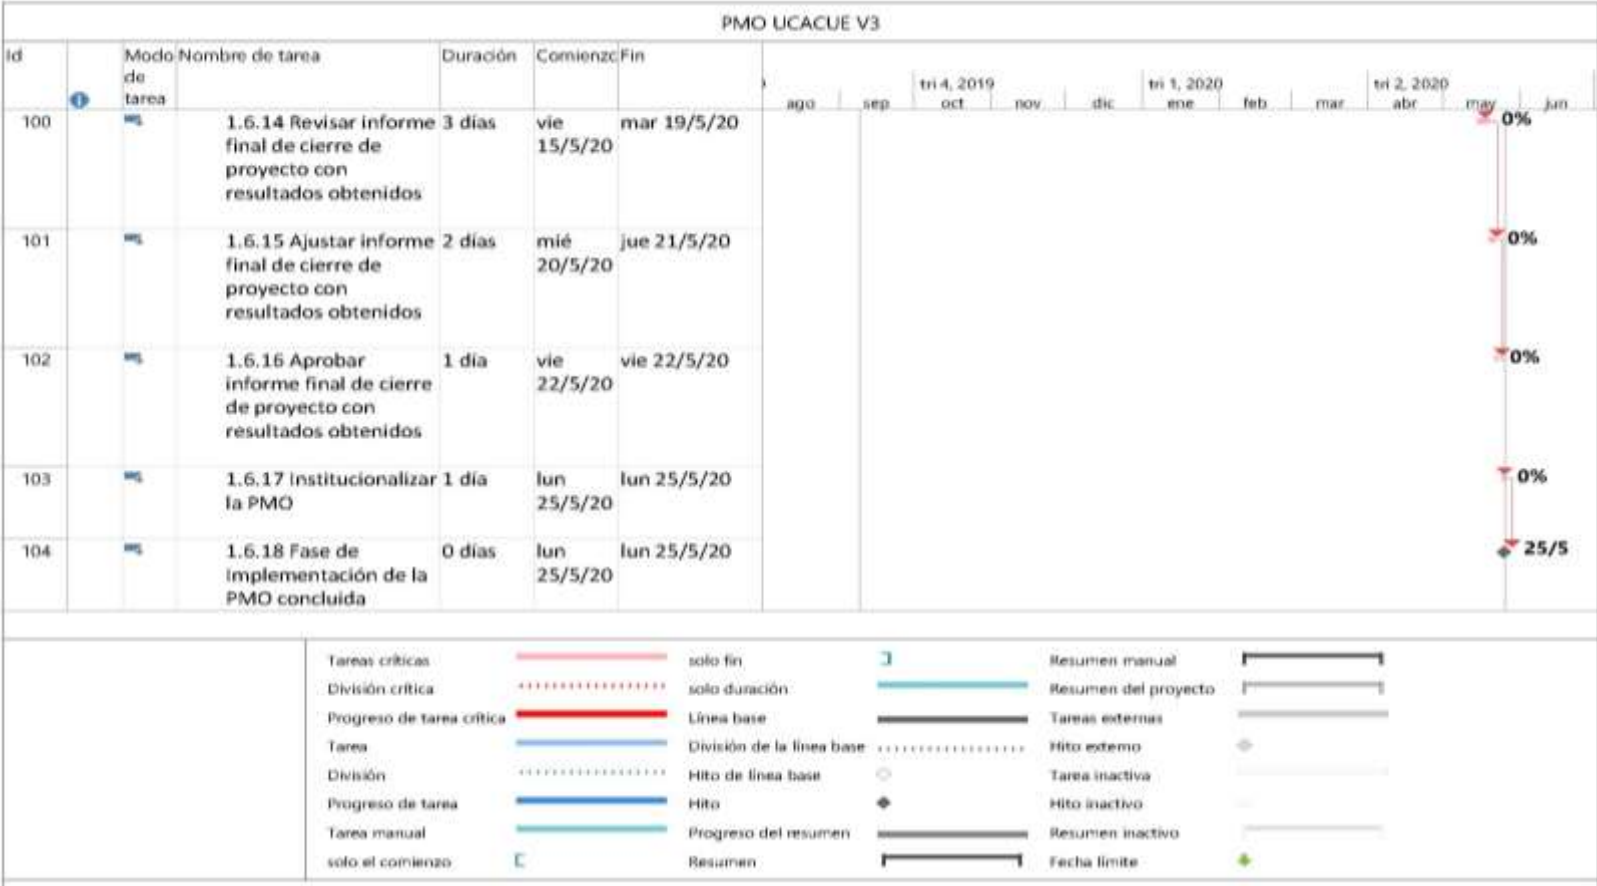 PMO UCACUE V3
Id
Modo de tarea
Nombre de tarea
Duración
Comienzo
Fin
tri 4, 2019
tri 1, 2020
tri 2, 2020
ago sep oct nov dic ene feb mar abr may jun
100
1.6.14 Revisar informe
final de cierre de
proyecto con
resultados obtenidos
3 días
vie
15/5/20
mar 19/5/20
0%
101
1.6.15 Ajustar informe
final de cierre de
proyecto con
resultados obtenidos
2 días
mié
20/5/20
jue 21/5/20
0%
102
1.6.16 Aprobar
informe final de cierre
de proyecto con
resultados obtenidos
1 día
vie
22/5/20
vie 22/5/20
0%
103
1.6.17 Institucionalizar
la PMO
1 día
lun
25/5/20
lun 25/5/20
0%
104
1.6.18 Fase de
implementación de la
PMO concluida
0 días
lun
25/5/20
lun 25/5/20
25/5
Tareas críticas
División crítica
Progreso de tarea crítica
Tarea
División
Progreso de tarea
Tarea manual
solo el comienzo
solo fin
solo duración
Línea base
División de la línea base
Hito de línea base
Hito
Progreso del resumen
Resumen
Resumen manual
Resumen del proyecto
Tareas externas
Hito externo
Tarea inactiva
Hito inactivo
Resumen inactivo
Fecha límite